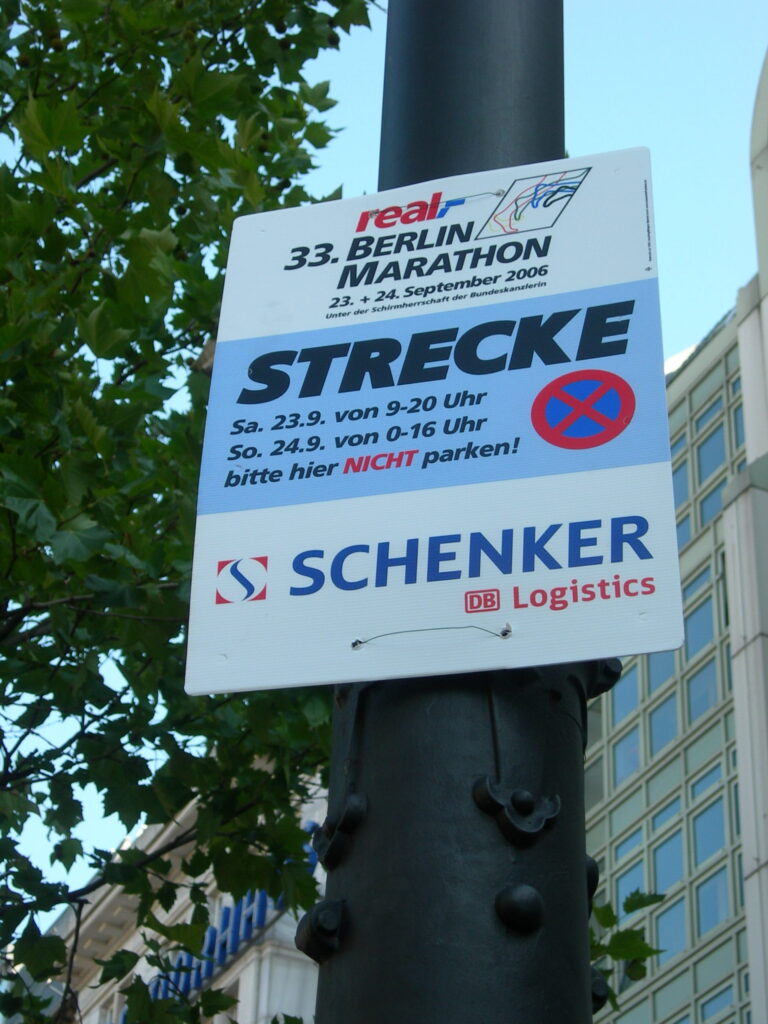 real,-
33. BERLIN
MARATHON
23. + 24. September 2006
Unter der Schirmherrschaft der Bundeskanzlerin
STRECKE
Sa. 23.9. von 9-20 Uhr
So. 24.9. von 0-16 Uhr
bitte hier NICHT parken!
SCHENKER
DB Logistics